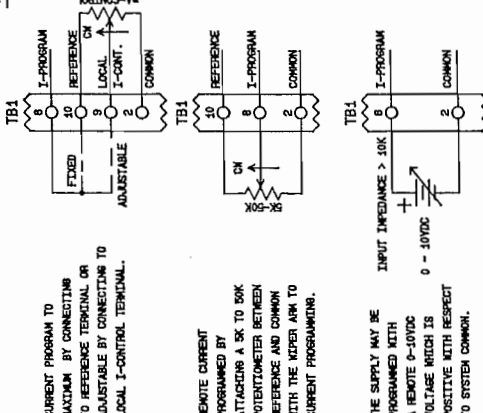 CURRENT PROGRAM TO
MAXIMUM BY CONNECTING
TO REFERENCE TERMINAL OR
ADJUSTABLE BY CONNECTING TO
LOCAL I-CONTROL TERMINAL.
TB1
8
10
9
2
I-PROGRAM
REFERENCE
LOCAL
I-CONT.
COMMON
FIXED
ADJUSTABLE
CW
REMOTE CURRENT
PROGRAMMED BY
ATTACHING A 5K TO 50K
POTENTIOMETER BETWEEN
REFERENCE AND COMMON
WITH THE WIPER ARM TO
CURRENT PROGRAMMING.
TB1
10
8
2
REFERENCE
I-PROGRAM
COMMON
CW
5K-50K
THE SUPPLY MAY BE
PROGRAMMED WITH
A REMOTE 0-10VDC
VOLTAGE WHICH IS
POSITIVE WITH RESPECT
TO SYSTEM COMMON.
INPUT IMPEDANCE > 10K
TB1
8
2
I-PROGRAM
COMMON
+
0 - 10VDC